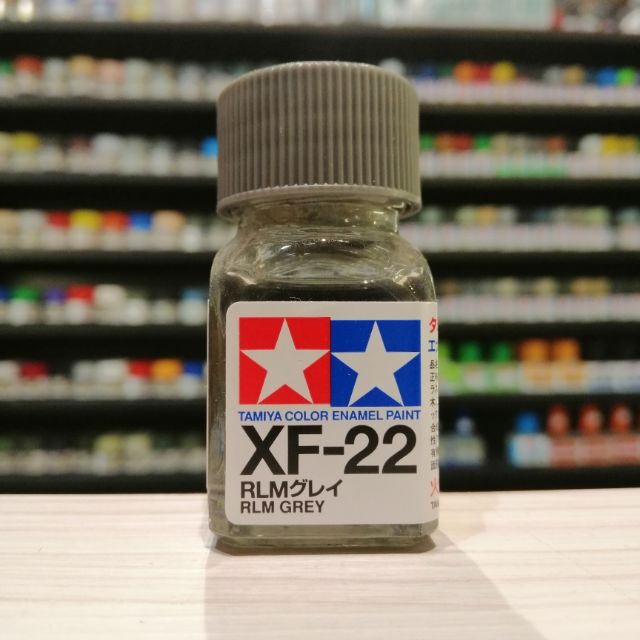 TAMIYA COLOR ENAMEL PAINT
XF-22
RLMグレイ
RLM GREY